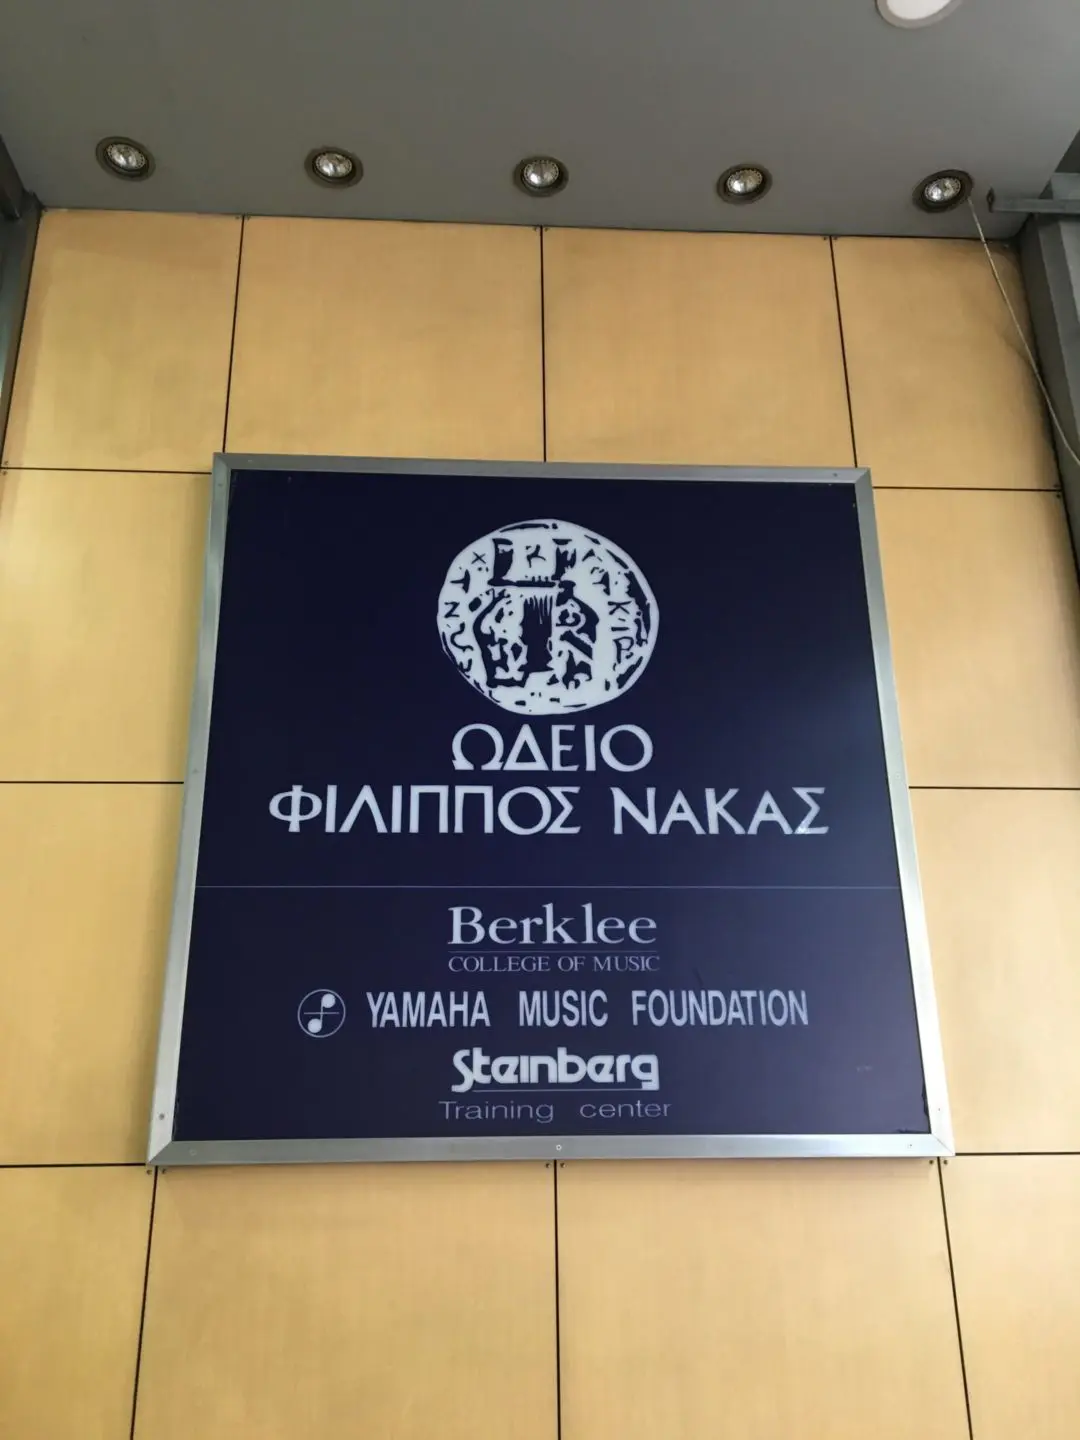 ΩΔΕΙΟ
ΦΙΛΙΠΠΟΣ ΝΑΚΑΣ
Berklee
COLLEGE OF MUSIC
YAMAHA MUSIC FOUNDATION
Steinberg
Training center